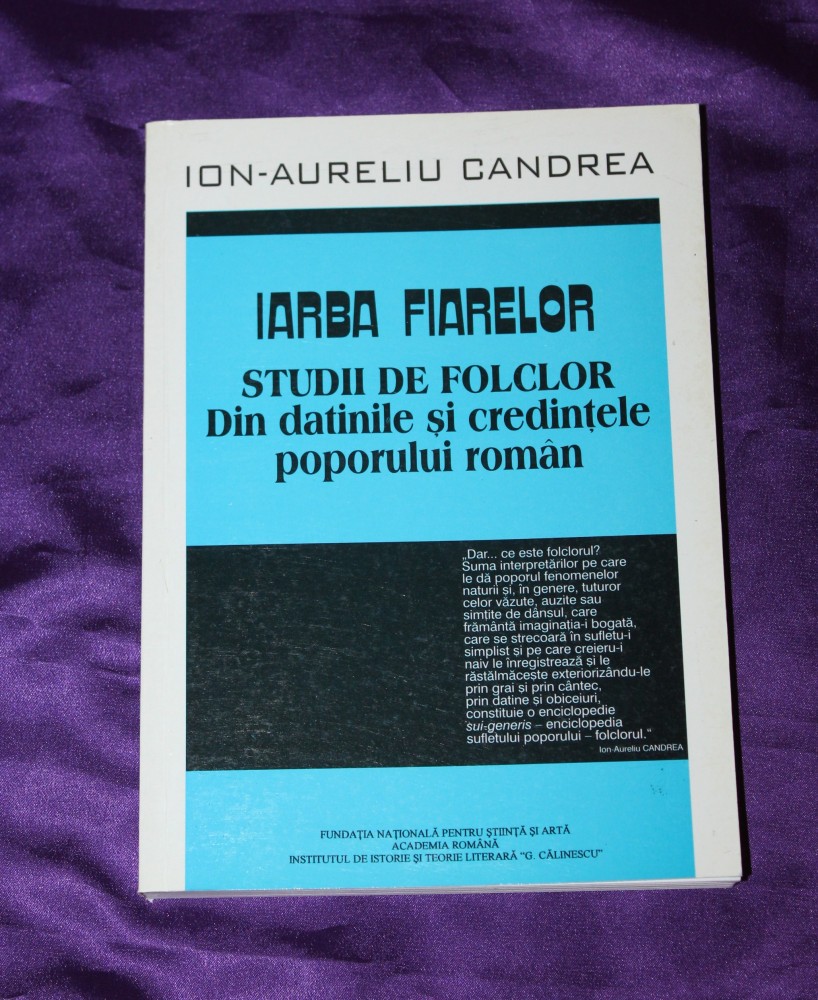 ION-AURELIU CANDREA
IARBA FIARELOR
STUDII DE FOLCLOR
Din datinile și credințele
poporului român
„Dar... ce este folclorul?
Suma interpretărilor pe care
le dă poporul fenomenelor
naturii și, în genere, tuturor
celor văzute, auzite sau
simțite de dânsul, care
frământă imaginația-i bogată,
care se strecoară în sufletu-i
simplist și pe care creieru-i
naiv le înregistrează și le
răstălmăcește exteriorizându-le
prin grai și prin cântec,
prin datine și obiceiuri,
constituie o enciclopedie
sui-generis – enciclopedia
sufletului poporului – folclorul.“
Ion-Aureliu CANDREA
FUNDAȚIA NAȚIONALĂ PENTRU ȘTIINȚĂ ȘI ARTĂ
ACADEMIA ROMÂNĂ
INSTITUTUL DE ISTORIE ȘI TEORIE LITERARĂ “G. CĂLINESCU”